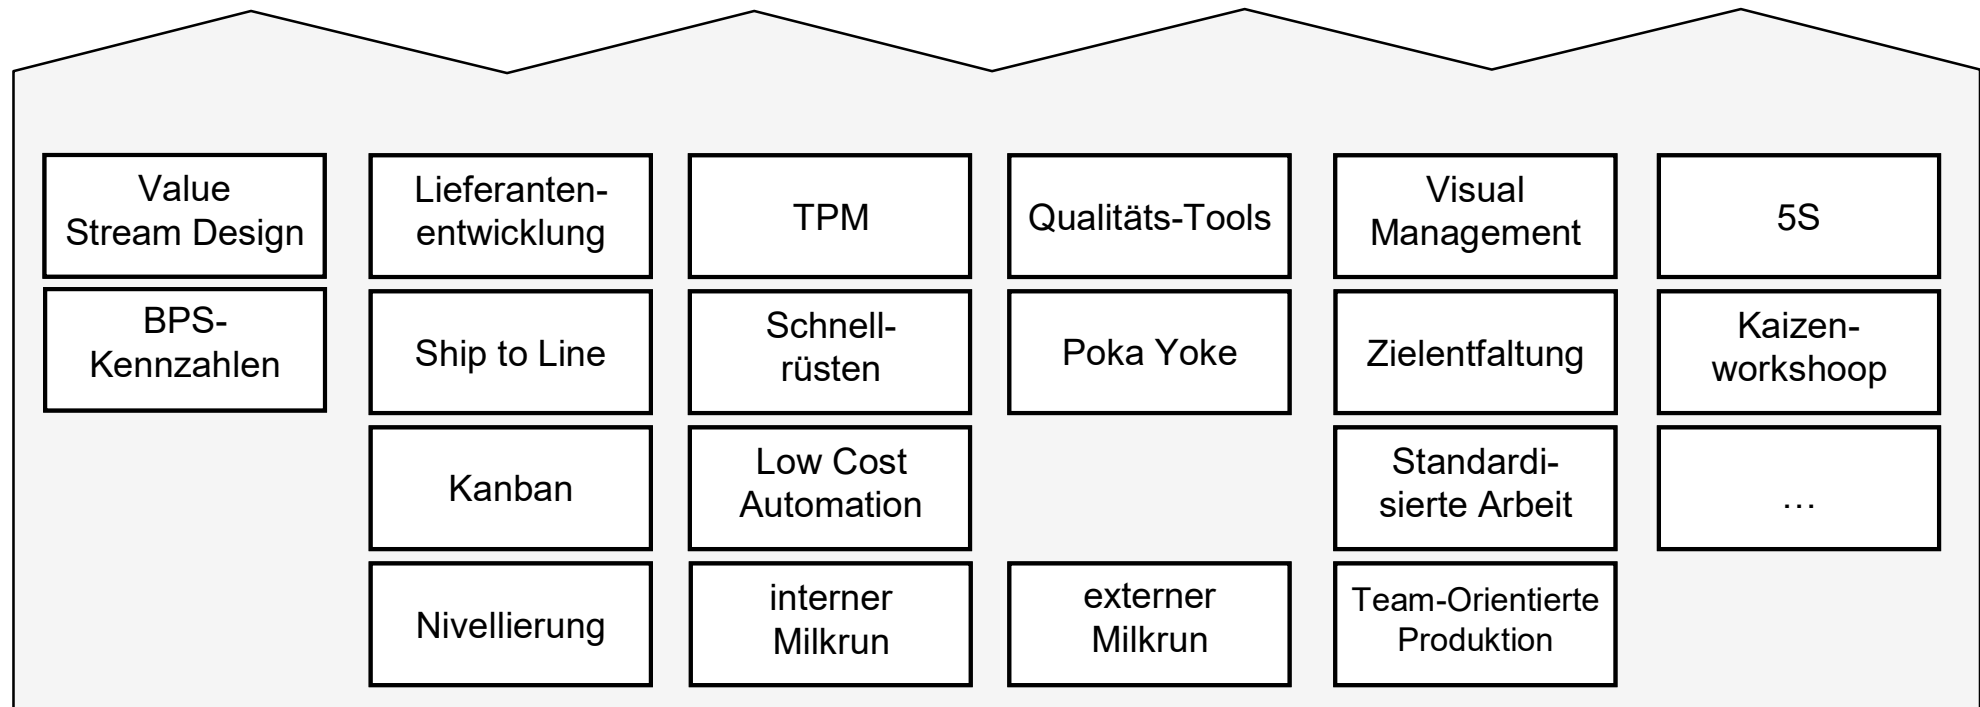 Value
Stream Design
Lieferanten-
entwicklung
TPM
Qualitäts-Tools
Visual
Management
5S
BPS-
Kennzahlen
Ship to Line
Schnell-
rüsten
Poka Yoke
Zielentfaltung
Kaizen-
workshoop
Kanban
Low Cost
Automation
Standardi-
sierte Arbeit
…
Nivellierung
interner
Milkrun
externer
Milkrun
Team-Orientierte
Produktion